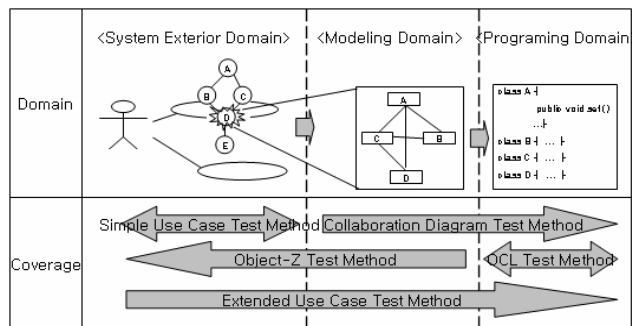 <System Exterior Domain>
<Modeling Domain>
<Programing Domain>
Domain
A
B
C
D
E
A
C
B
D
class A {
public void set()
...}
class B { ... }
class C { ... }
class D { ... }
Coverage
Simple Use Case Test Method
Collaboration Diagram Test Method
Object-Z Test Method
OCL Test Method
Extended Use Case Test Method